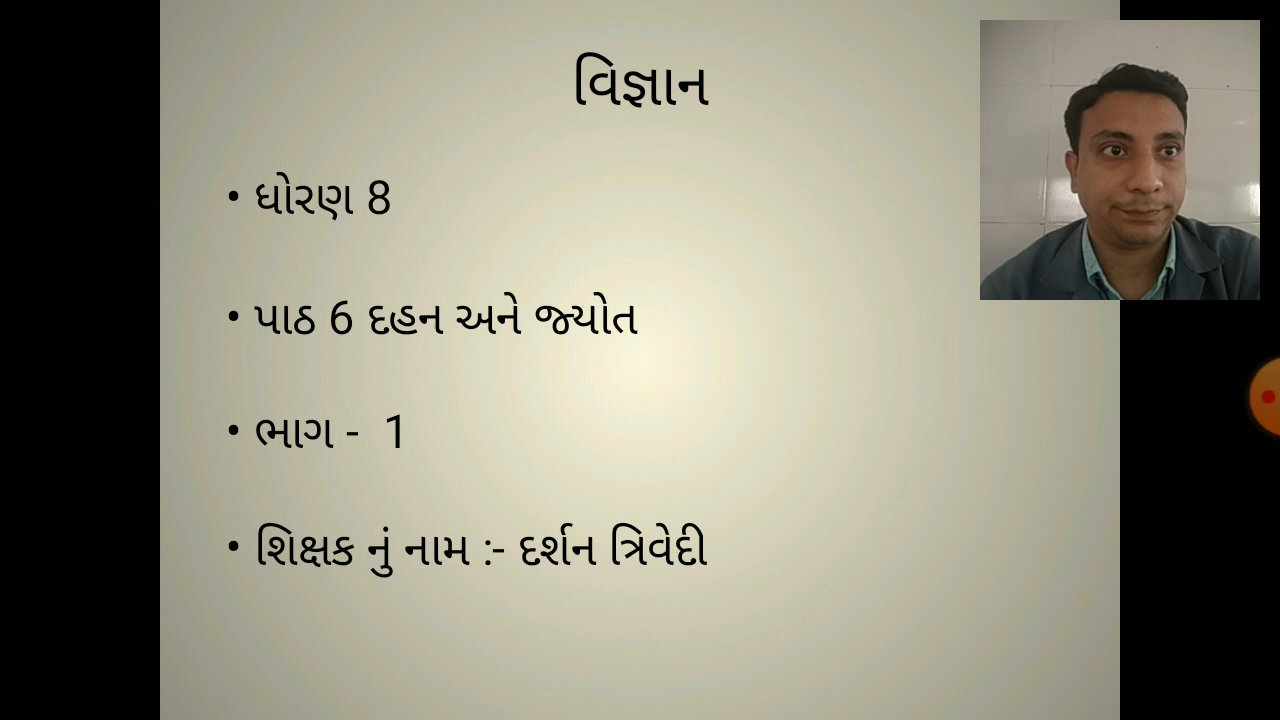 વિજ્ઞાન
• ધોરણ 8
• પાઠ 6 દહન અને જ્યોત
• ભાગ - 1
• શિક્ષક નું નામ :- દર્શન ત્રિવેદી